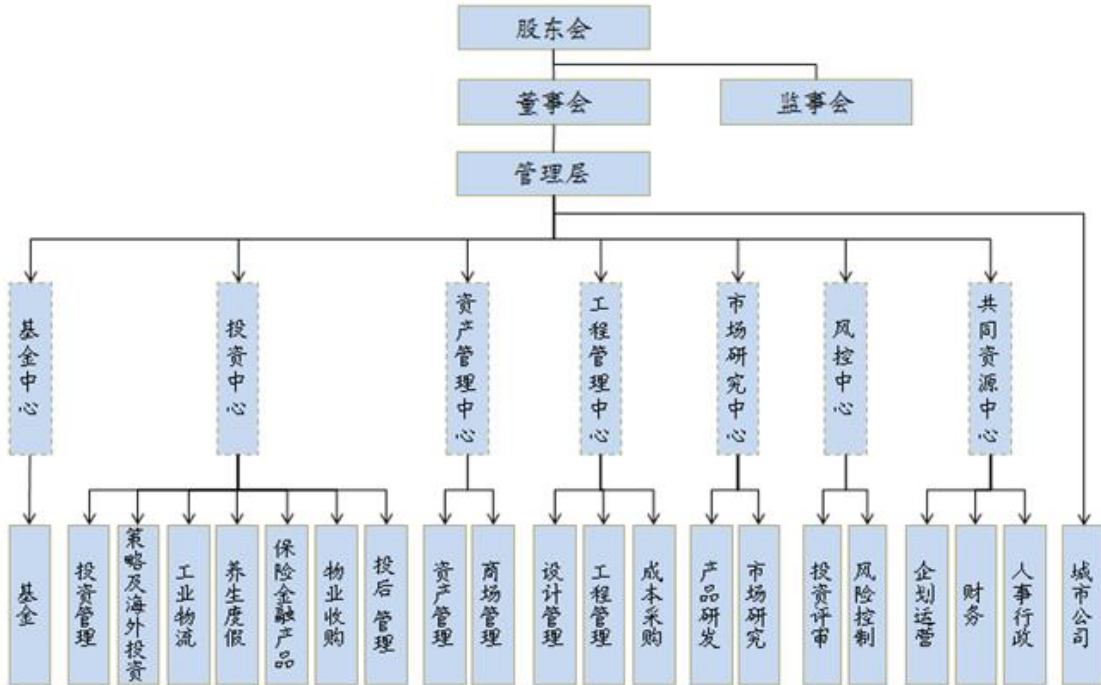 股东会
董事会
监事会
管理层
基金中心
投资中心
资产管理中心
工程管理中心
市场研究中心
风控中心
共同资源中心
基金
投资管理
策略及海外投资
工业物流
养生度假
保险金融产品
物业收购
投后 管理
资产管理
商场管理
设计管理
工程管理
成本采购
产品研发
市场研究
投资评审
风险控制
企划运营
财务
人事行政
城市公司